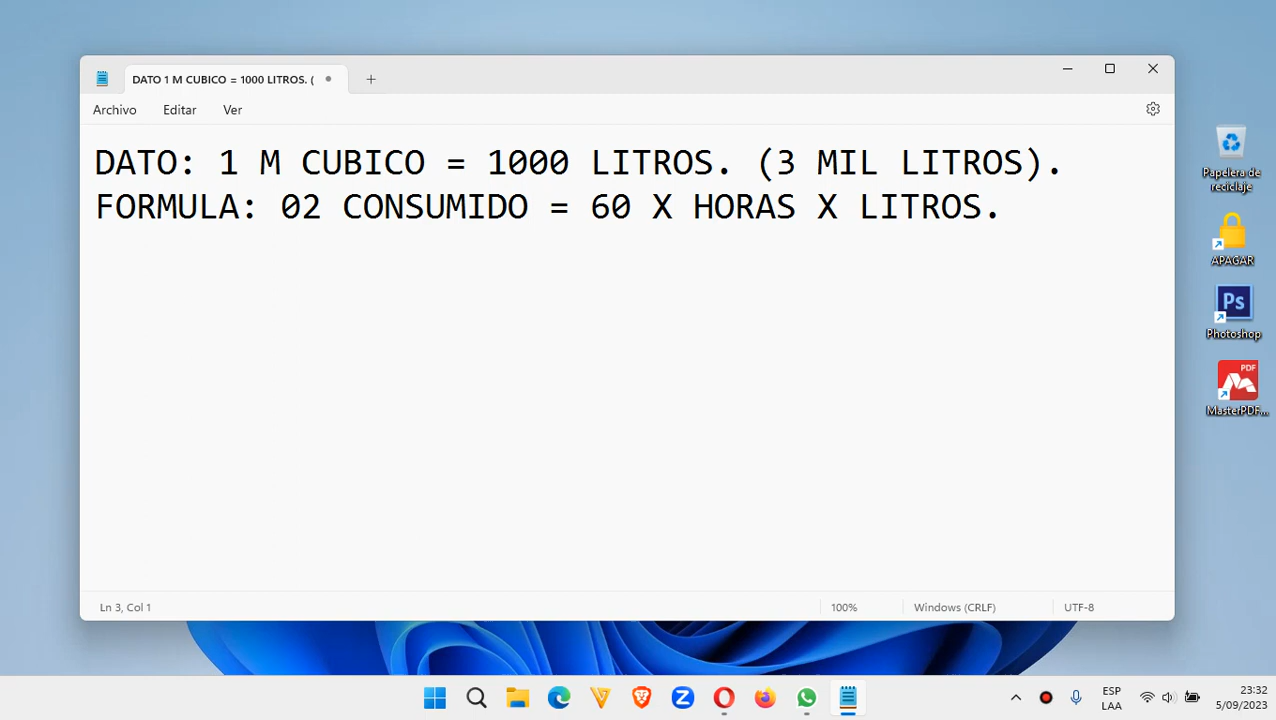 DATO 1 M CUBICO = 1000 LITROS. (
Archivo Editar Ver
DATO: 1 M CUBICO = 1000 LITROS. (3 MIL LITROS).
FORMULA: 02 CONSUMIDO = 60 X HORAS X LITROS.
Ln 3, Col 1
100%
Windows (CRLF)
UTF-8
Papelera de
reciclaje
APAGAR
Ps
Photoshop
PDF
MasterPDF...
ESP
LAA
23:32
5/09/2023